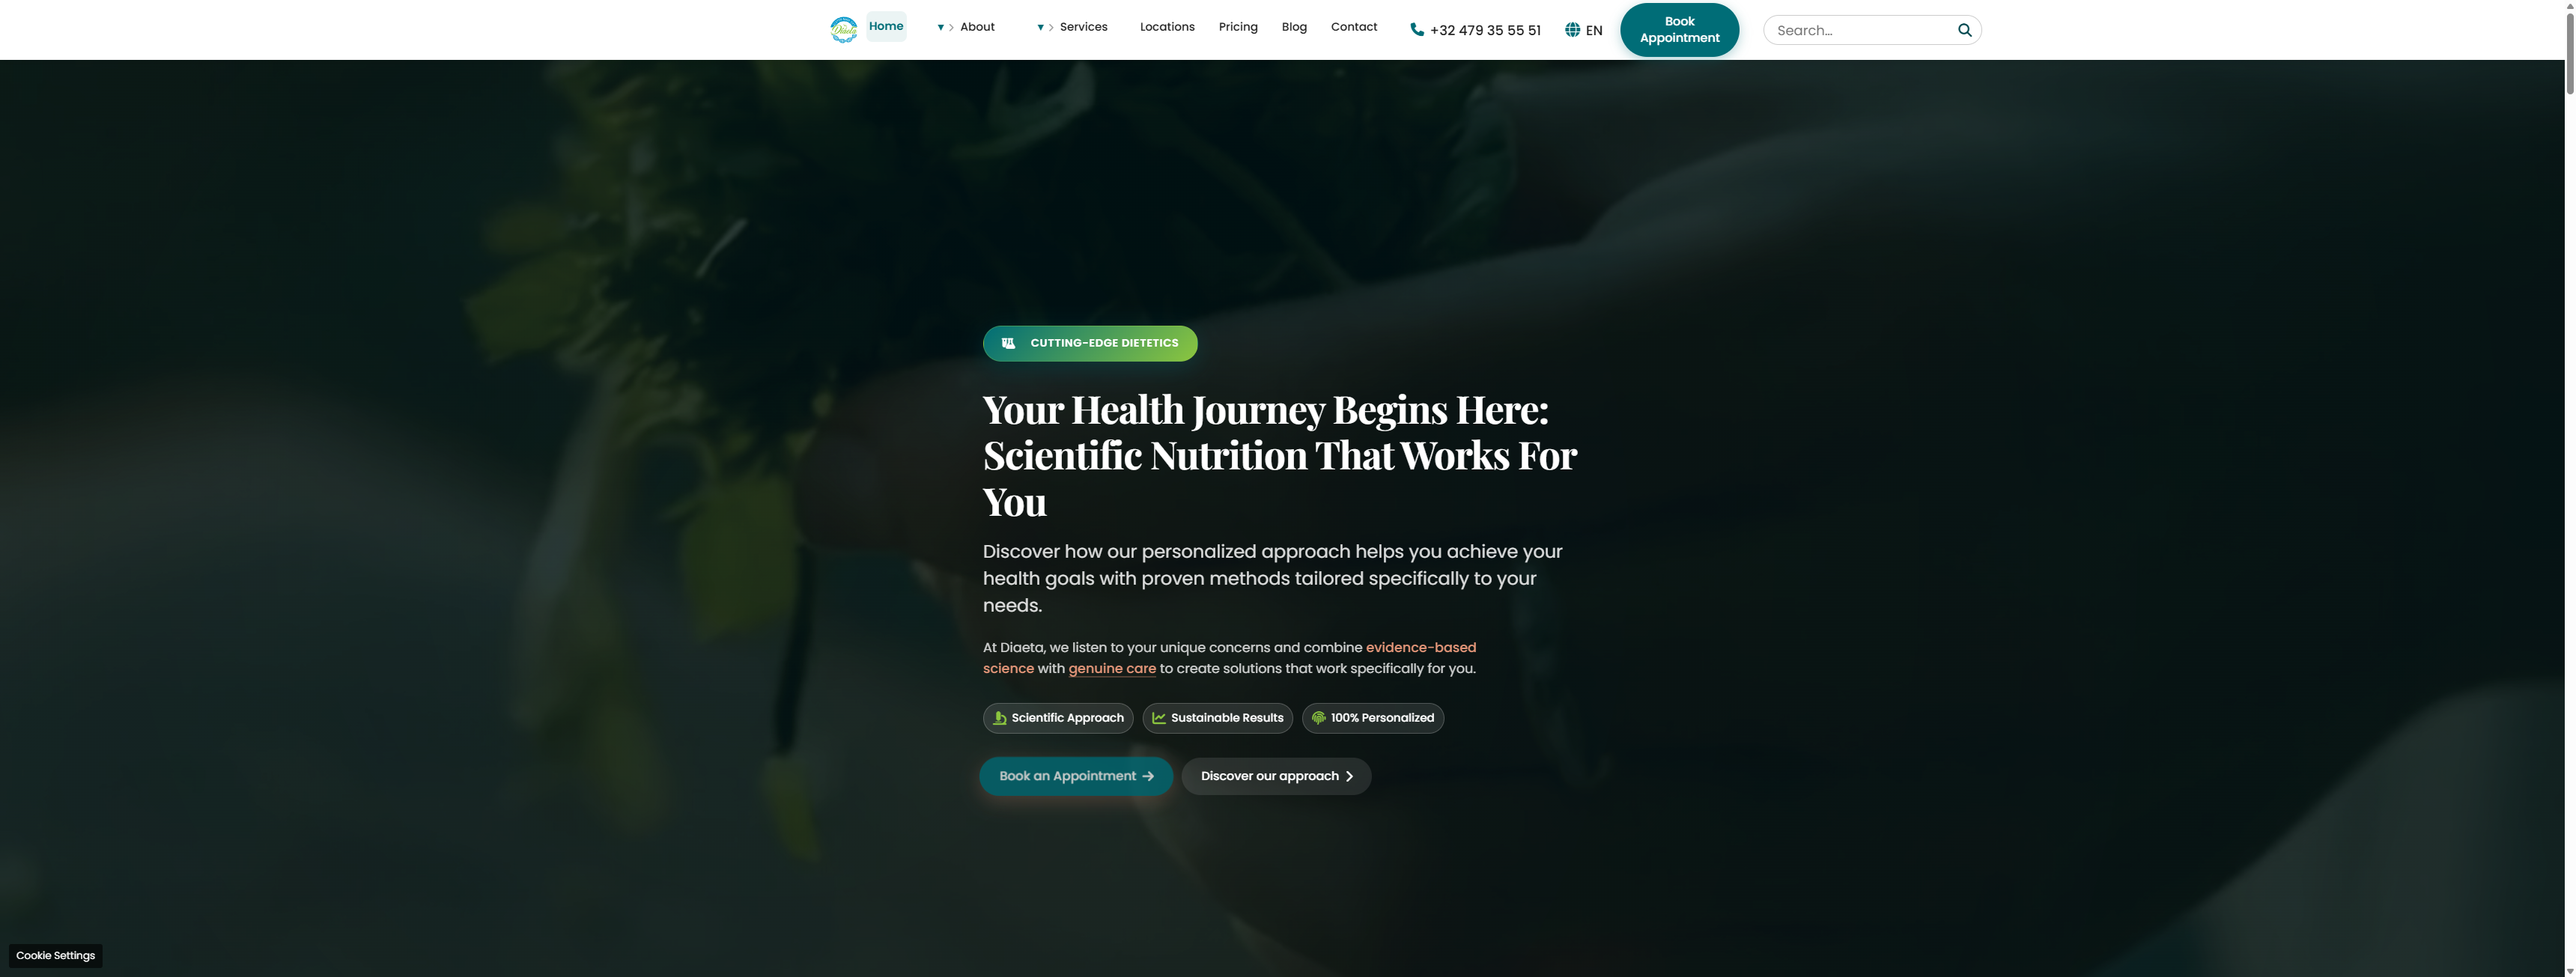 Diaeta
Home
About
Services
Locations
Pricing
Blog
Contact
+32 479 35 55 51
EN
Book
Appointment
Search...
CUTTING-EDGE DIETETICS
Your Health Journey Begins Here:
Scientific Nutrition That Works For
You
Discover how our personalized approach helps you achieve your
health goals with proven methods tailored specifically to your
needs.
At Diaeta, we listen to your unique concerns and combine evidence-based
science with genuine care to create solutions that work specifically for you.
Scientific Approach
Sustainable Results
100% Personalized
Book an Appointment
Discover our approach
Cookie Settings